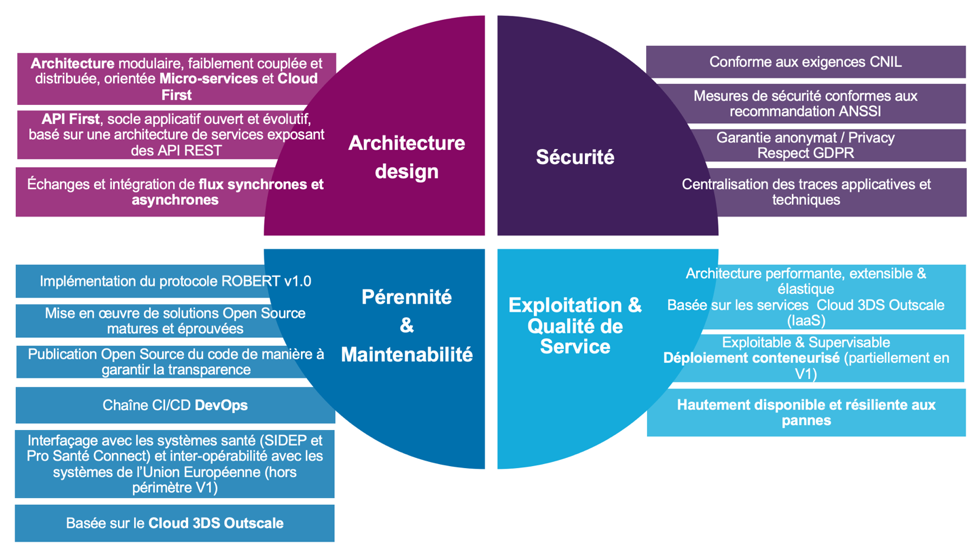 Architecture modulaire, faiblement couplée et
distribuée, orientée Micro-services et Cloud
First
API First, socle applicatif ouvert et évolutif,
basé sur une architecture de services exposant
des API REST
Échanges et intégration de flux synchrones et
asynchrones
Architecture
design
Sécurité
Conforme aux exigences CNIL
Mesures de sécurité conformes aux
recommandation ANSSI
Garantie anonymat / Privacy
Respect GDPR
Centralisation des traces applicatives et
techniques
Implémentation du protocole ROBERT v1.0
Mise en œuvre de solutions Open Source
matures et éprouvées
Publication Open Source du code de manière à
garantir la transparence
Chaîne CI/CD DevOps
Interfaçage avec les systèmes santé (SIDEP et
Pro Santé Connect) et inter-opérabilité avec les
systèmes de l'Union Européenne (hors
périmètre V1)
Basée sur le Cloud 3DS Outscale
Pérennité
&
Maintenabilité
Exploitation &
Qualité de
Service
Architecture performante, extensible &
élastique
Basée sur les services Cloud 3DS Outscale
(IaaS)
Exploitable & Supervisable
Déploiement conteneurisé (partiellement en
V1)
Hautement disponible et résiliente aux
pannes